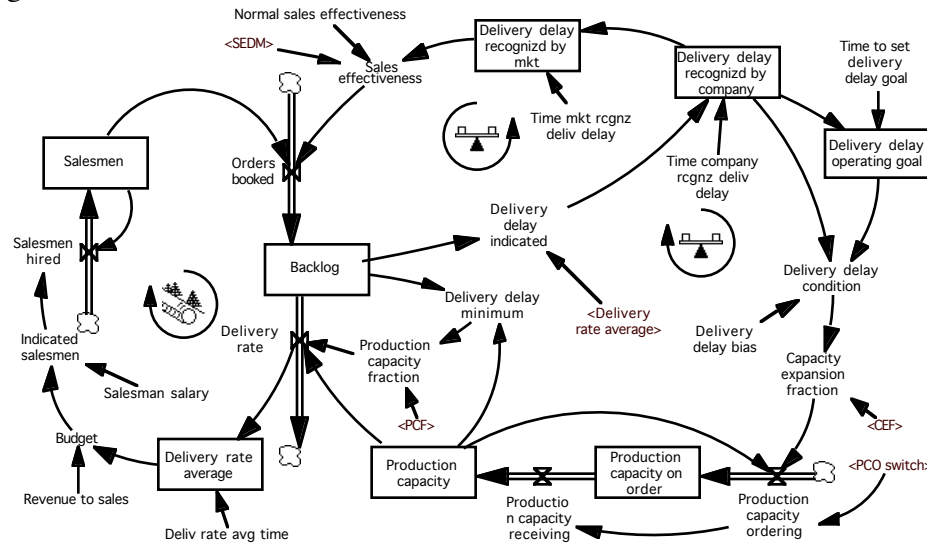 g
Normal sales effectiveness
<SEDM>
Sales
effectiveness
Delivery delay
recognizd by
mkt
Delivery delay
recognizd by
company
Time to set
delivery
delay goal
Time mkt rcgnz
deliv delay
Salesmen
Orders
booked
Time company
rcgnz deliv
delay
Delivery delay
operating goal
Delivery
delay
indicated
Salesmen
hired
Backlog
Delivery delay
condition
Delivery delay
minimum
<Delivery
rate average>
Delivery
rate
Delivery
delay bias
Indicated
salesmen
Production
capacity
fraction
Capacity
expansion
fraction
Salesman salary
<PCF>
<CEF>
Budget
Delivery rate
average
Production
capacity
Production
capacity on
order
<PCO switch>
Revenue to sales
Productio
n capacity
receiving
Production
capacity
ordering
Deliv rate avg time